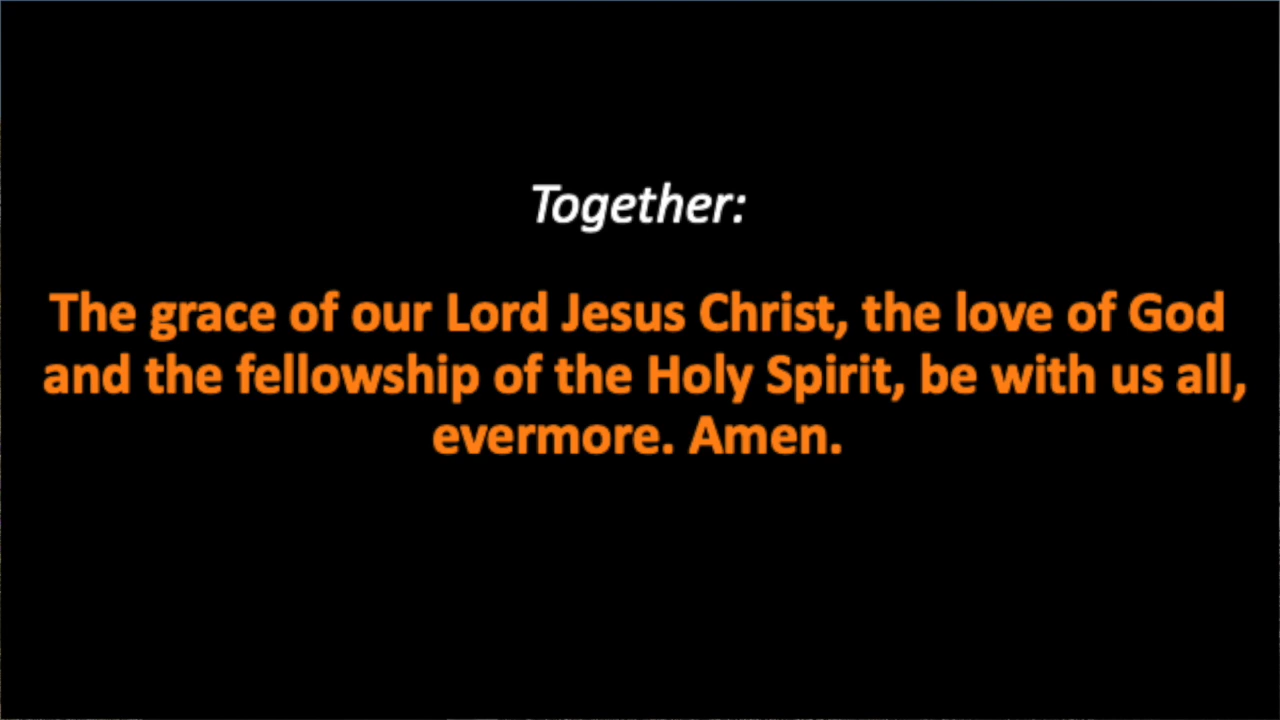 Together:
The grace of our Lord Jesus Christ, the love of God
and the fellowship of the Holy Spirit, be with us all,
evermore. Amen.